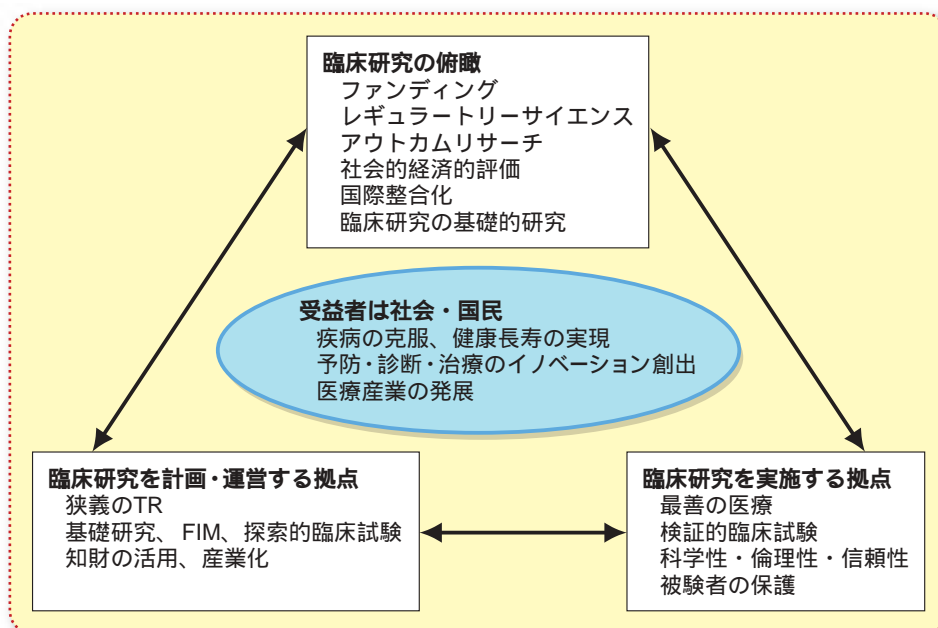 臨床研究の俯瞰
ファンディング
レギュラートリーサイエンス
アウトカムリサーチ
社会的経済的評価
国際整合化
臨床研究の基礎的研究
受益者は社会・国民
疾病の克服、健康長寿の実現
予防・診断・治療のイノベーション創出
医療産業の発展
臨床研究を計画・運営する拠点
狭義のTR
基礎研究、FIM、探索的臨床試験
知財の活用、産業化
臨床研究を実施する拠点
最善の医療
検証的臨床試験
科学性・倫理性・信頼性
被験者の保護